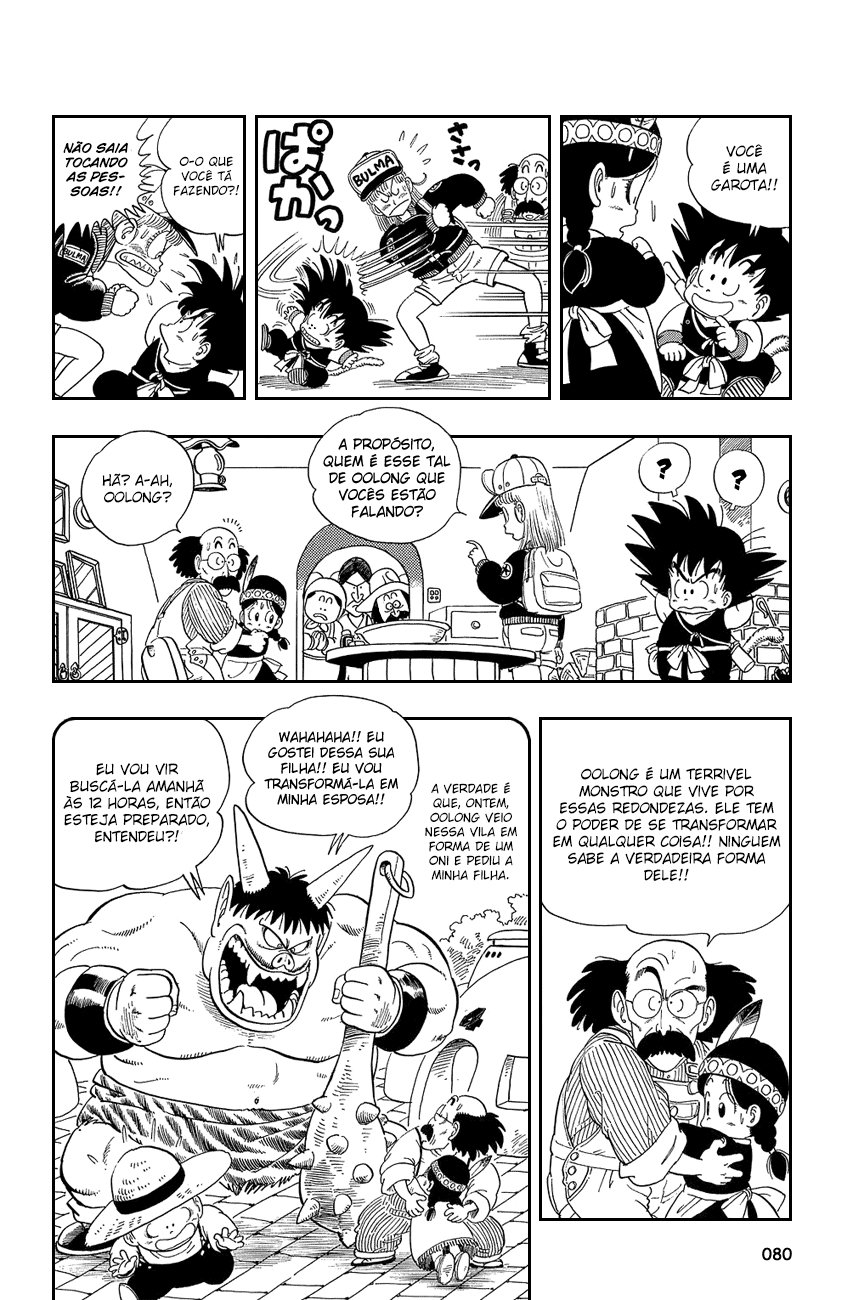 VOCÊ
É UMA
GAROTA!!
ささっ
ぱかっ
BULMA
O-O QUE
VOCÊ TÁ
FAZENDO?!
NÃO SAIA
TOCANDO
AS PES-
SOAS!!
BULMA
?
?
A PROPÓSITO,
QUEM É ESSE TAL
DE OOLONG QUE
VOCÊS ESTÃO
FALANDO?
HÃ? A-AH,
OOLONG?
OOLONG É UM TERRIVEL
MONSTRO QUE VIVE POR
ESSAS REDONDEZAS. ELE TEM
O PODER DE SE TRANSFORMAR
EM QUALQUER COISA!! NINGUEM
SABE A VERDADEIRA FORMA
DELE!!
A VERDADE É
QUE, ONTEM,
OOLONG VEIO
NESSA VILA EM
FORMA DE UM
ONI E PEDIU A
MINHA FILHA.
WAHAHAHA!! EU
GOSTEI DESSA SUA
FILHA!! EU VOU
TRANSFORMÁ-LA EM
MINHA ESPOSA!!
EU VOU VIR
BUSCÁ-LA AMANHÃ
ÀS 12 HORAS, ENTÃO
ESTEJA PREPARADO,
ENTENDEU?!
080